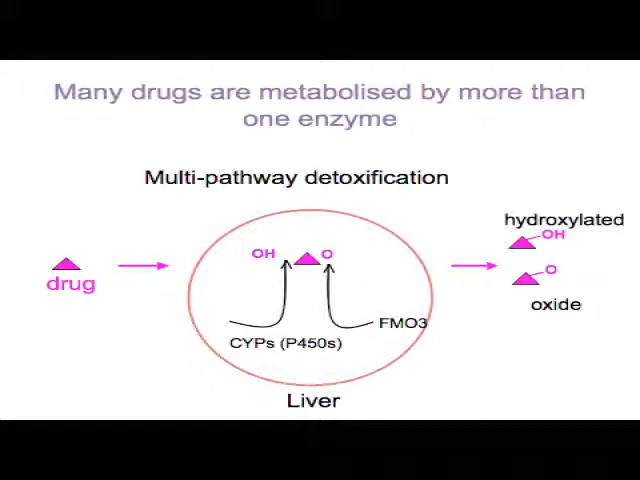 Many drugs are metabolised by more than
one enzyme
Multi-pathway detoxification
hydroxylated
OH
OH
O
O
drug
oxide
FMO3
CYPs (P450s)
Liver